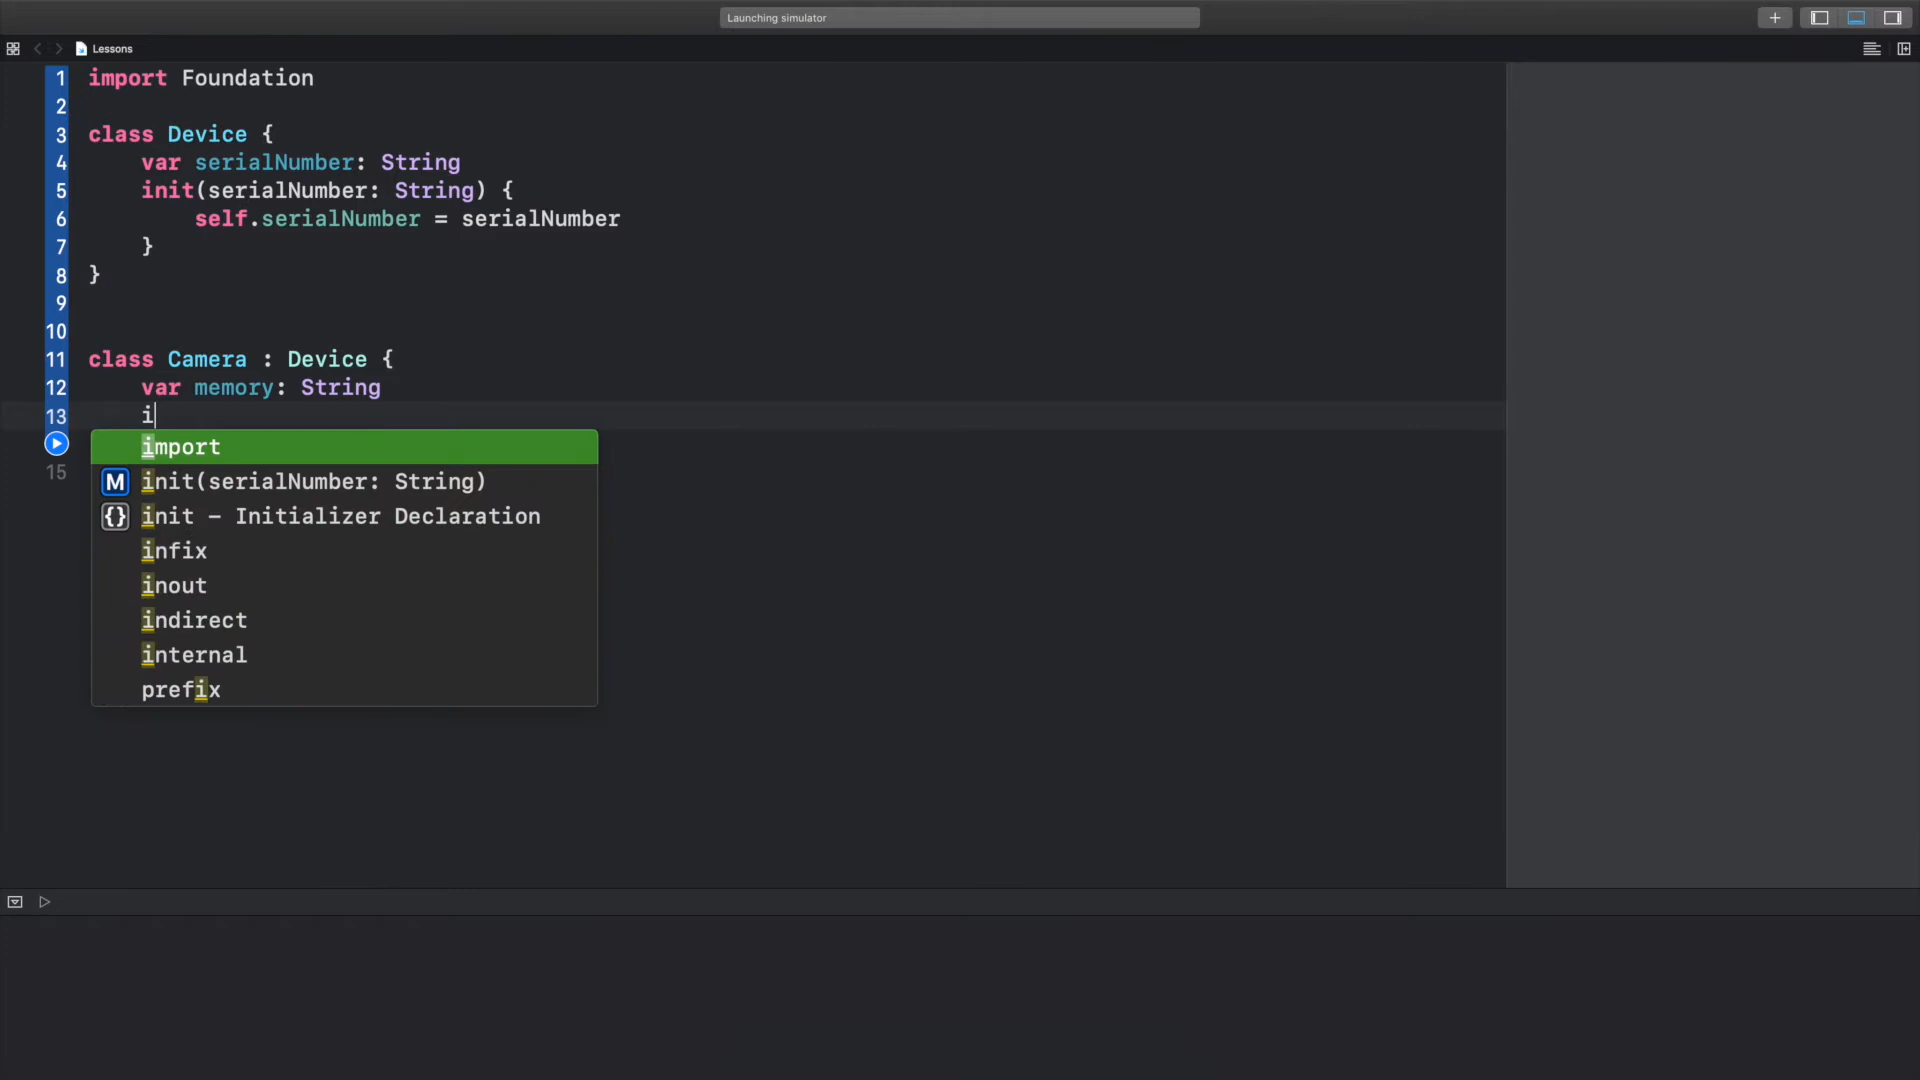 Launching simulator
Lessons
1 import Foundation
2
3 class Device {
4 var serialNumber: String
5 init(serialNumber: String) {
6 self.serialNumber = serialNumber
7 }
8 }
9
10
11 class Camera : Device {
12 var memory: String
13 i
import
M init(serialNumber: String)
{} init – Initializer Declaration
15 infix
inout
indirect
internal
prefix